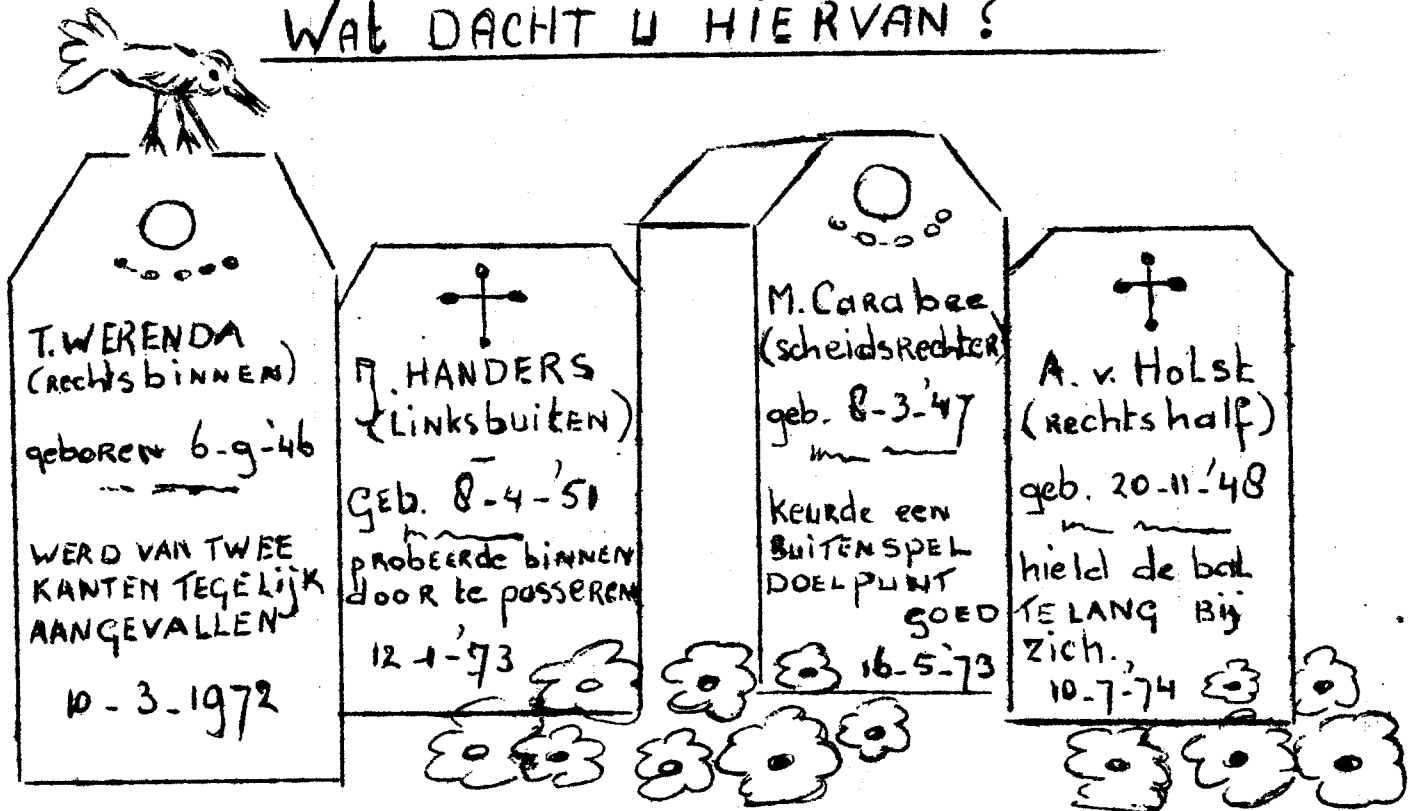 Wat DACHT U HIERVAN?
T. WERENDA
(Rechtsbinnen)
geboren 6-9-'46
WERD VAN TWEE
KANTEN TEGELijk
AANGEVALLEN
10-3-1972
J. HANDERS
(Linksbuiten)
GEb. 8-4-'51
probeerde binnen
door te passeren
12-1-'73
M. Carabee
(scheidsRechter)
geb. 8-3-'47
keurde een
BUITENSPEL
DOELPUNT
GOED
16-5-'73
A. v. Holst
(rechtshalf)
geb. 20-11-'48
hield de bal
TE LANG Bij
zich.
10-7-'74